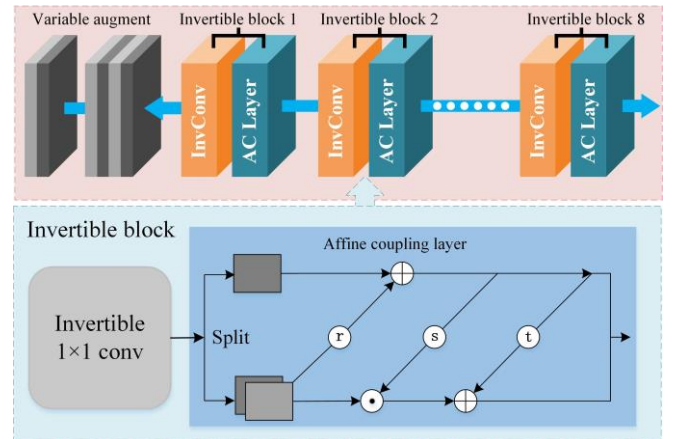 Variable augment
Invertible block 1
Invertible block 2
Invertible block 8
InvConv
AC Layer
InvConv
AC Layer
InvConv
AC Layer
Invertible block
Affine coupling layer
Invertible
1×1 conv
Split
r
s
t